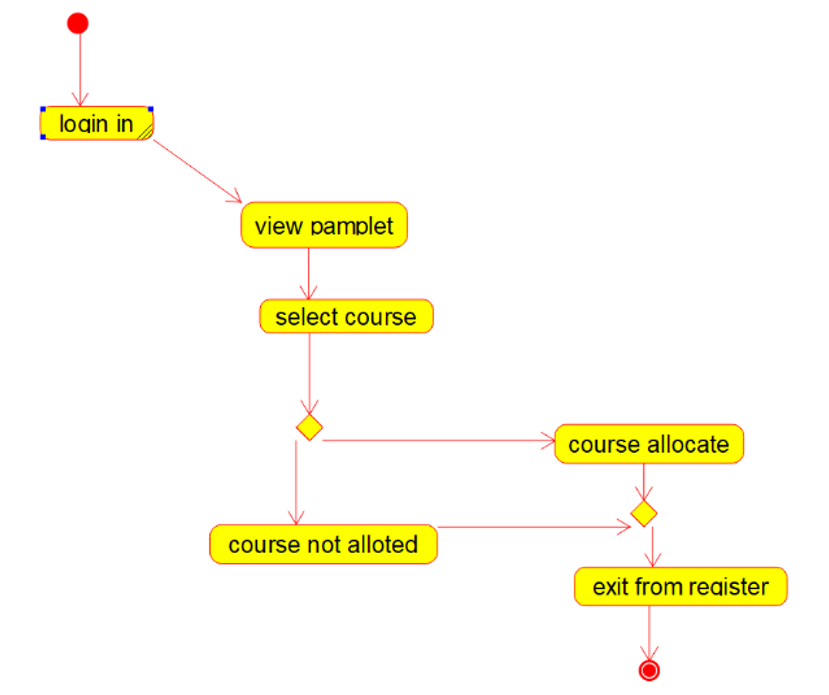 login in
view pamplet
select course
course allocate
course not alloted
exit from register